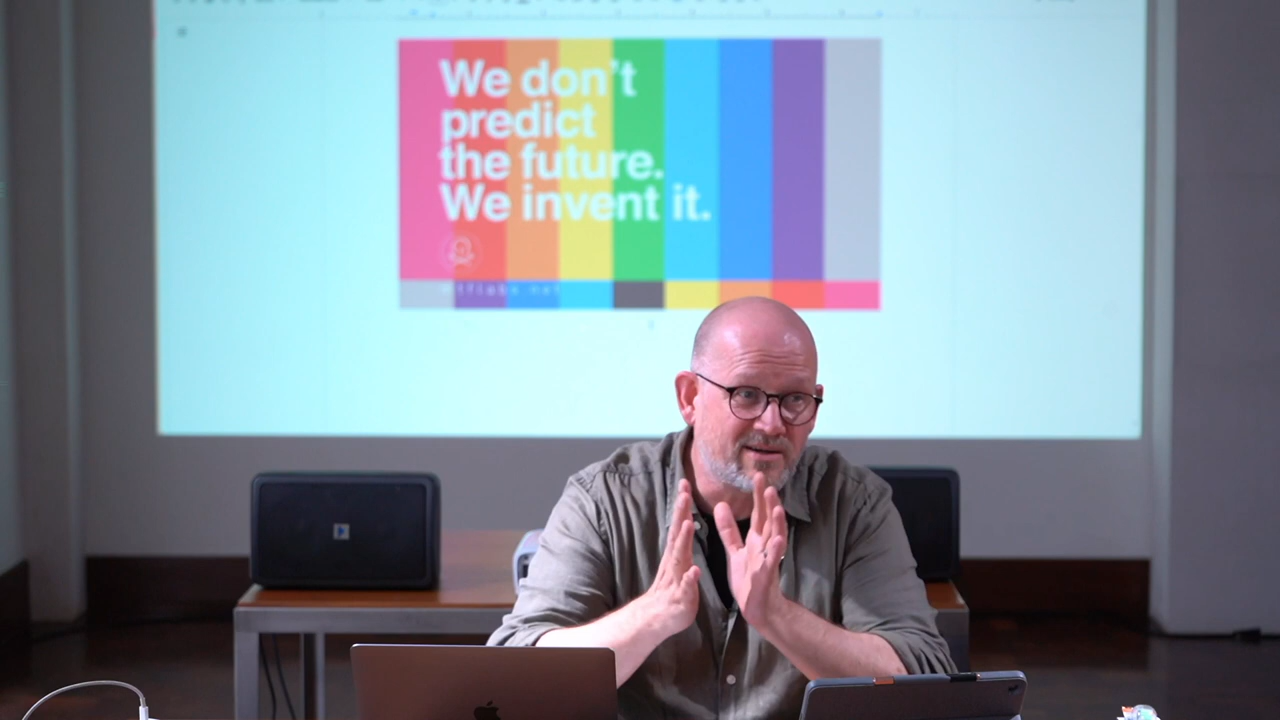 We don't
predict
the future.
We invent it.